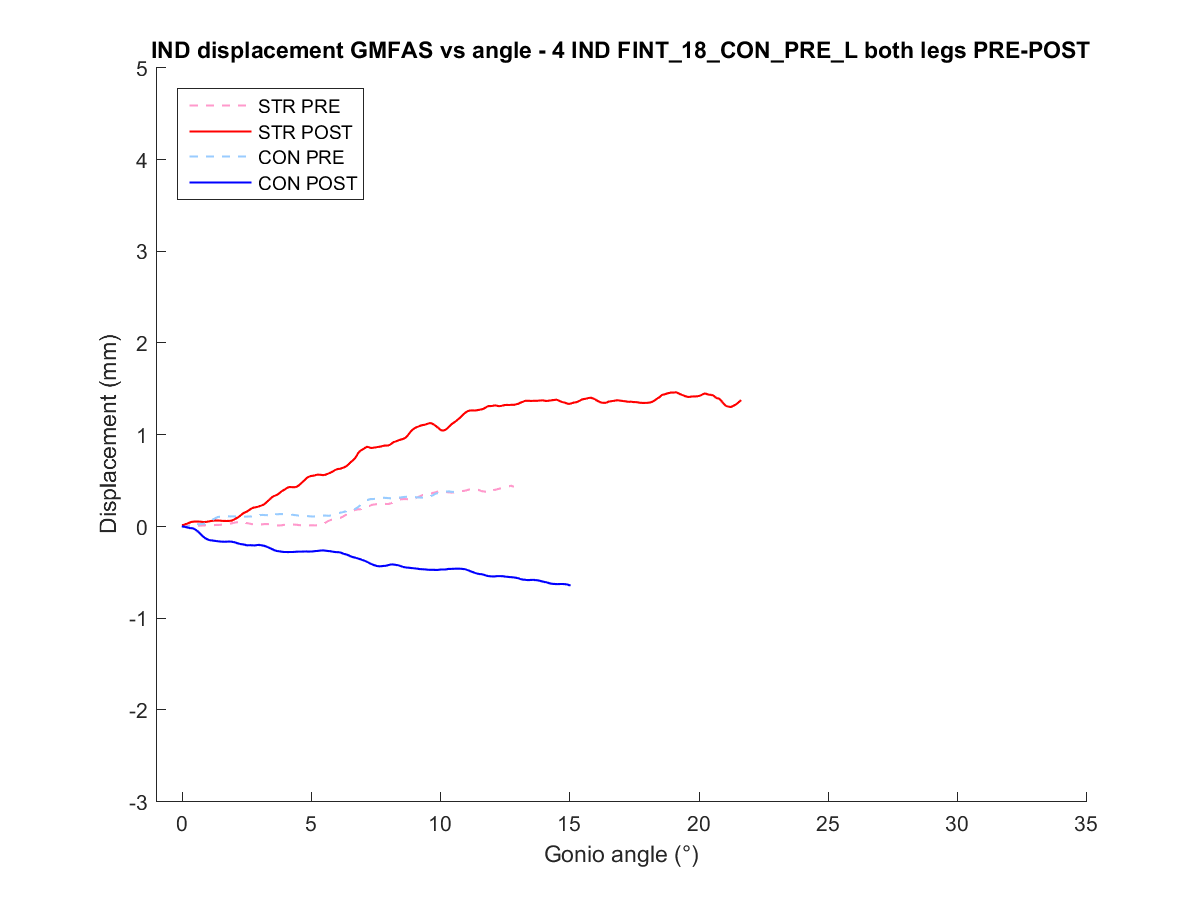 IND displacement GMFAS vs angle - 4 IND FINT_18_CON_PRE_L both legs PRE-POST
STR PRE
STR POST
CON PRE
CON POST
5
4
3
2
1
0
-1
-2
-3
Displacement (mm)
0 5 10 15 20 25 30 35
Gonio angle (°)